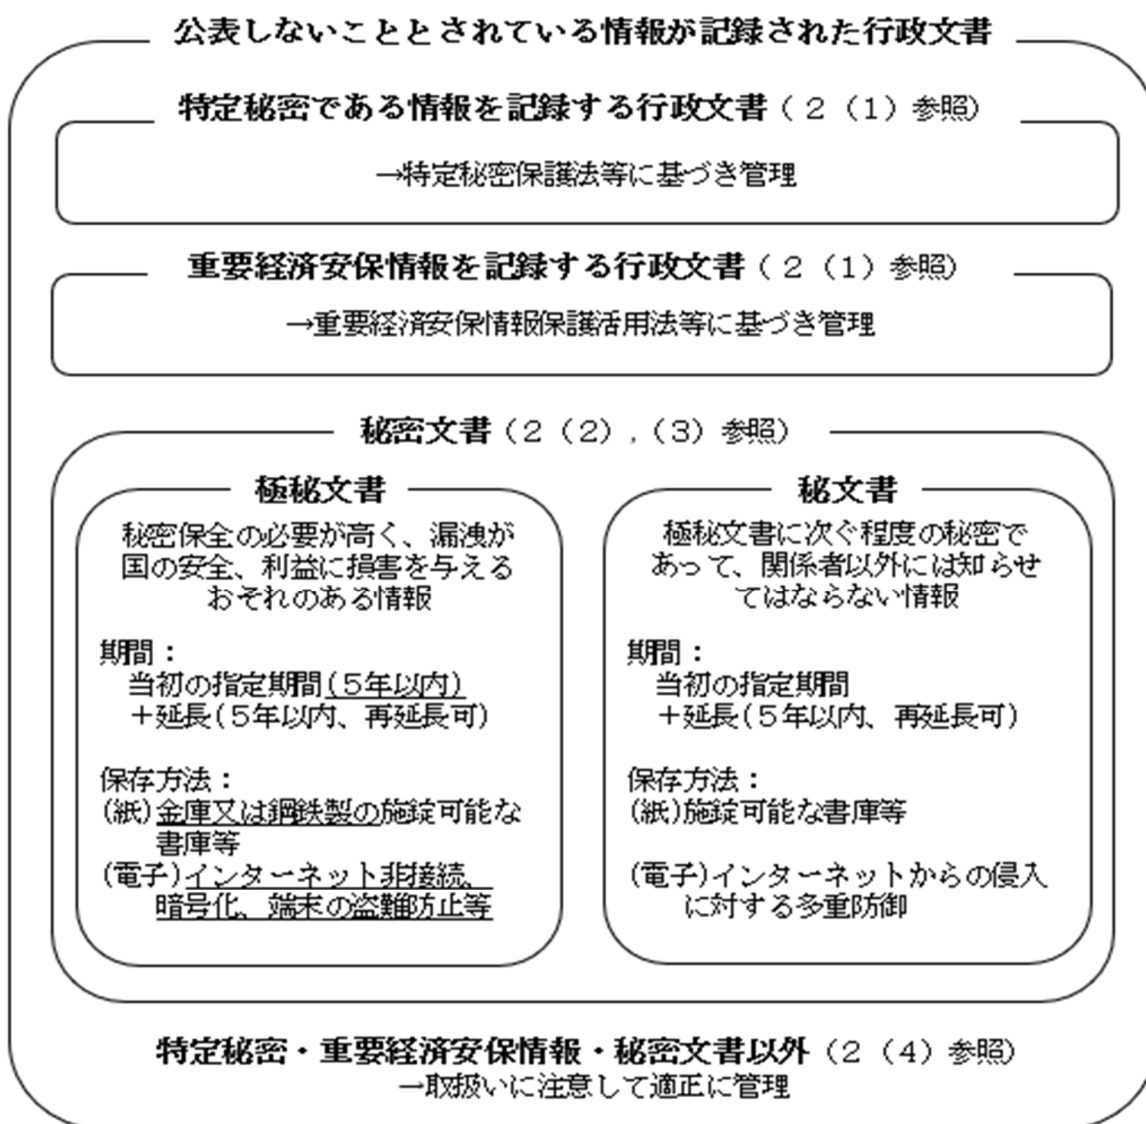 公表しないこととされている情報が記録された行政文書
特定秘密である情報を記録する行政文書（２（１）参照）
→特定秘密保護法等に基づき管理
重要経済安保情報を記録する行政文書（２（１）参照）
→重要経済安保情報保護活用法等に基づき管理
秘密文書（２（２），（３）参照）
極秘文書
秘密保全の必要が高く、漏洩が
国の安全、利益に損害を与える
おそれのある情報
期間：
当初の指定期間(５年以内)
＋延長(５年以内、再延長可)
保存方法：
(紙)金庫又は鋼鉄製の施錠可能な
書庫等
(電子)インターネット非接続、
暗号化、端末の盗難防止等
秘文書
極秘文書に次ぐ程度の秘密で
あって、関係者以外には知らせ
てはならない情報
期間：
当初の指定期間
＋延長(５年以内、再延長可)
保存方法：
(紙)施錠可能な書庫等
(電子)インターネットからの侵入
に対する多重防御
特定秘密・重要経済安保情報・秘密文書以外（２（４）参照）
→取扱いに注意して適正に管理